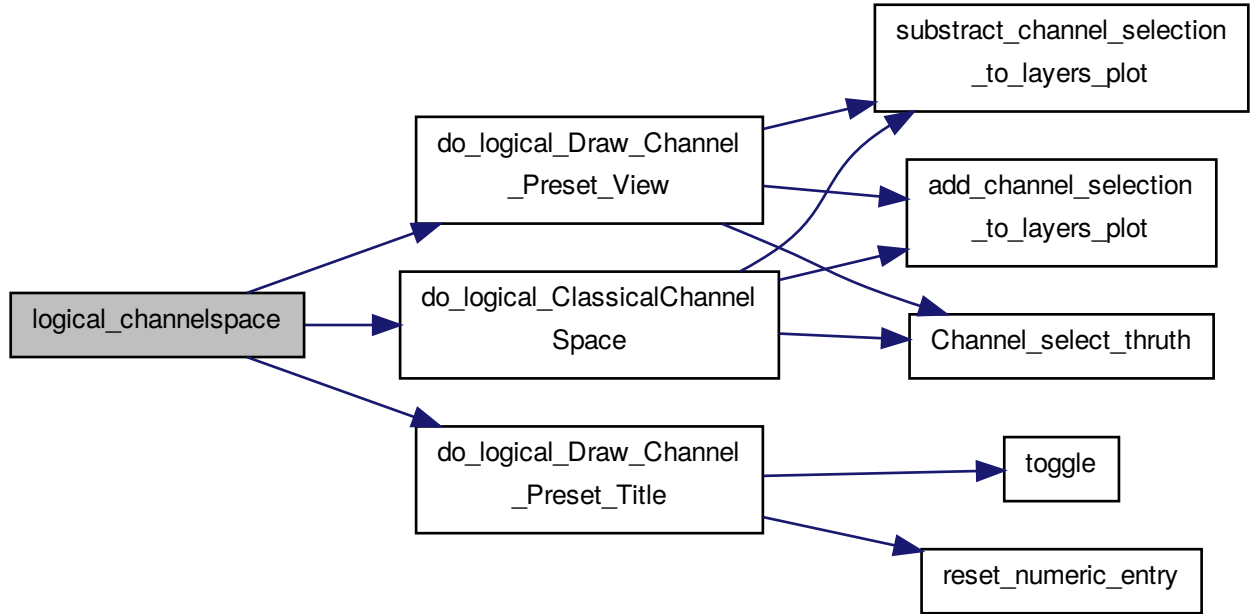 substract_channel_selection
_to_layers_plot
do_logical_Draw_Channel
_Preset_View
add_channel_selection
_to_layers_plot
logical_channelspace
do_logical_ClassicalChannel
Space
Channel_select_thruth
do_logical_Draw_Channel
_Preset_Title
toggle
reset_numeric_entry